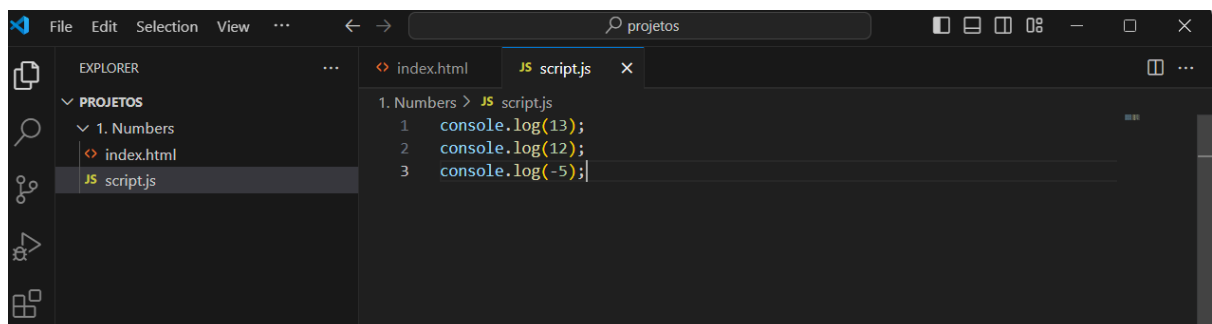 File Edit Selection View ··· projetos
EXPLORER ···
PROJETOS
1. Numbers
index.html
JS script.js
index.html JS script.js
1. Numbers > JS script.js
1 console.log(13);
2 console.log(12);
3 console.log(-5);